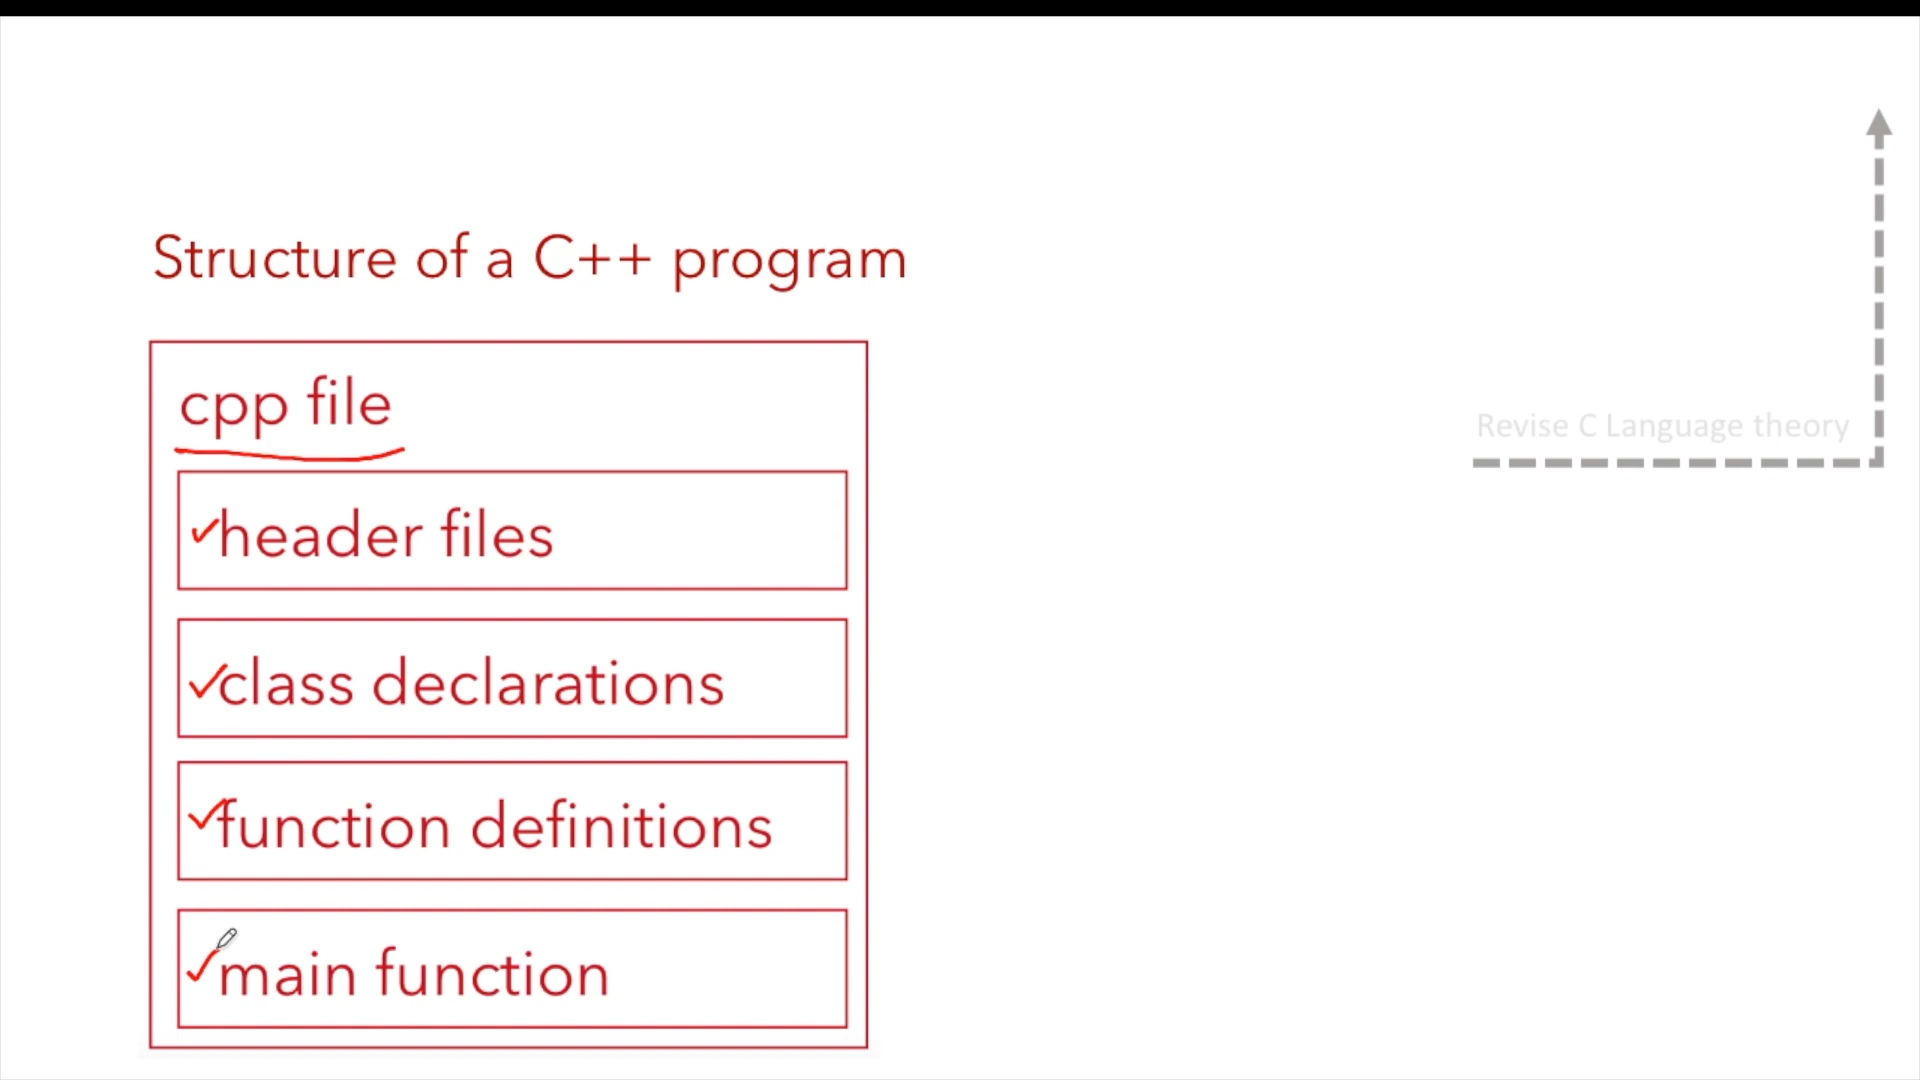 Structure of a C++ program
cpp file
header files
class declarations
function definitions
main function
Revise C Language theory